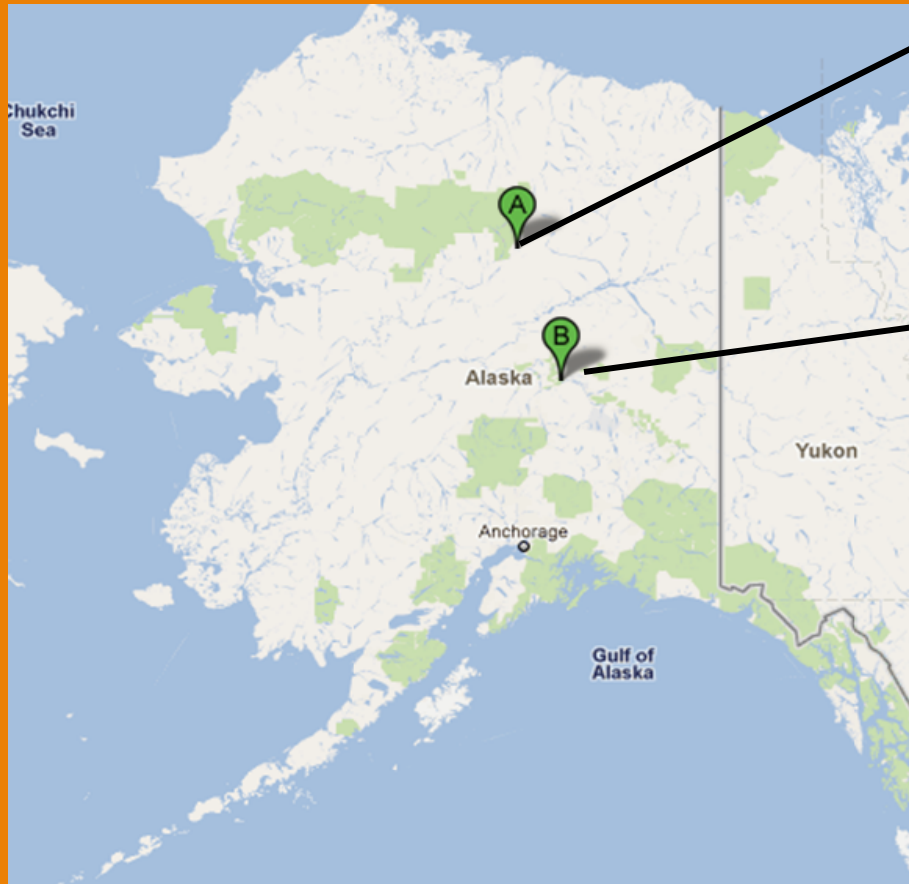 Chukchi
Sea
A
B
Alaska
Yukon
Anchorage
Gulf of
Alaska